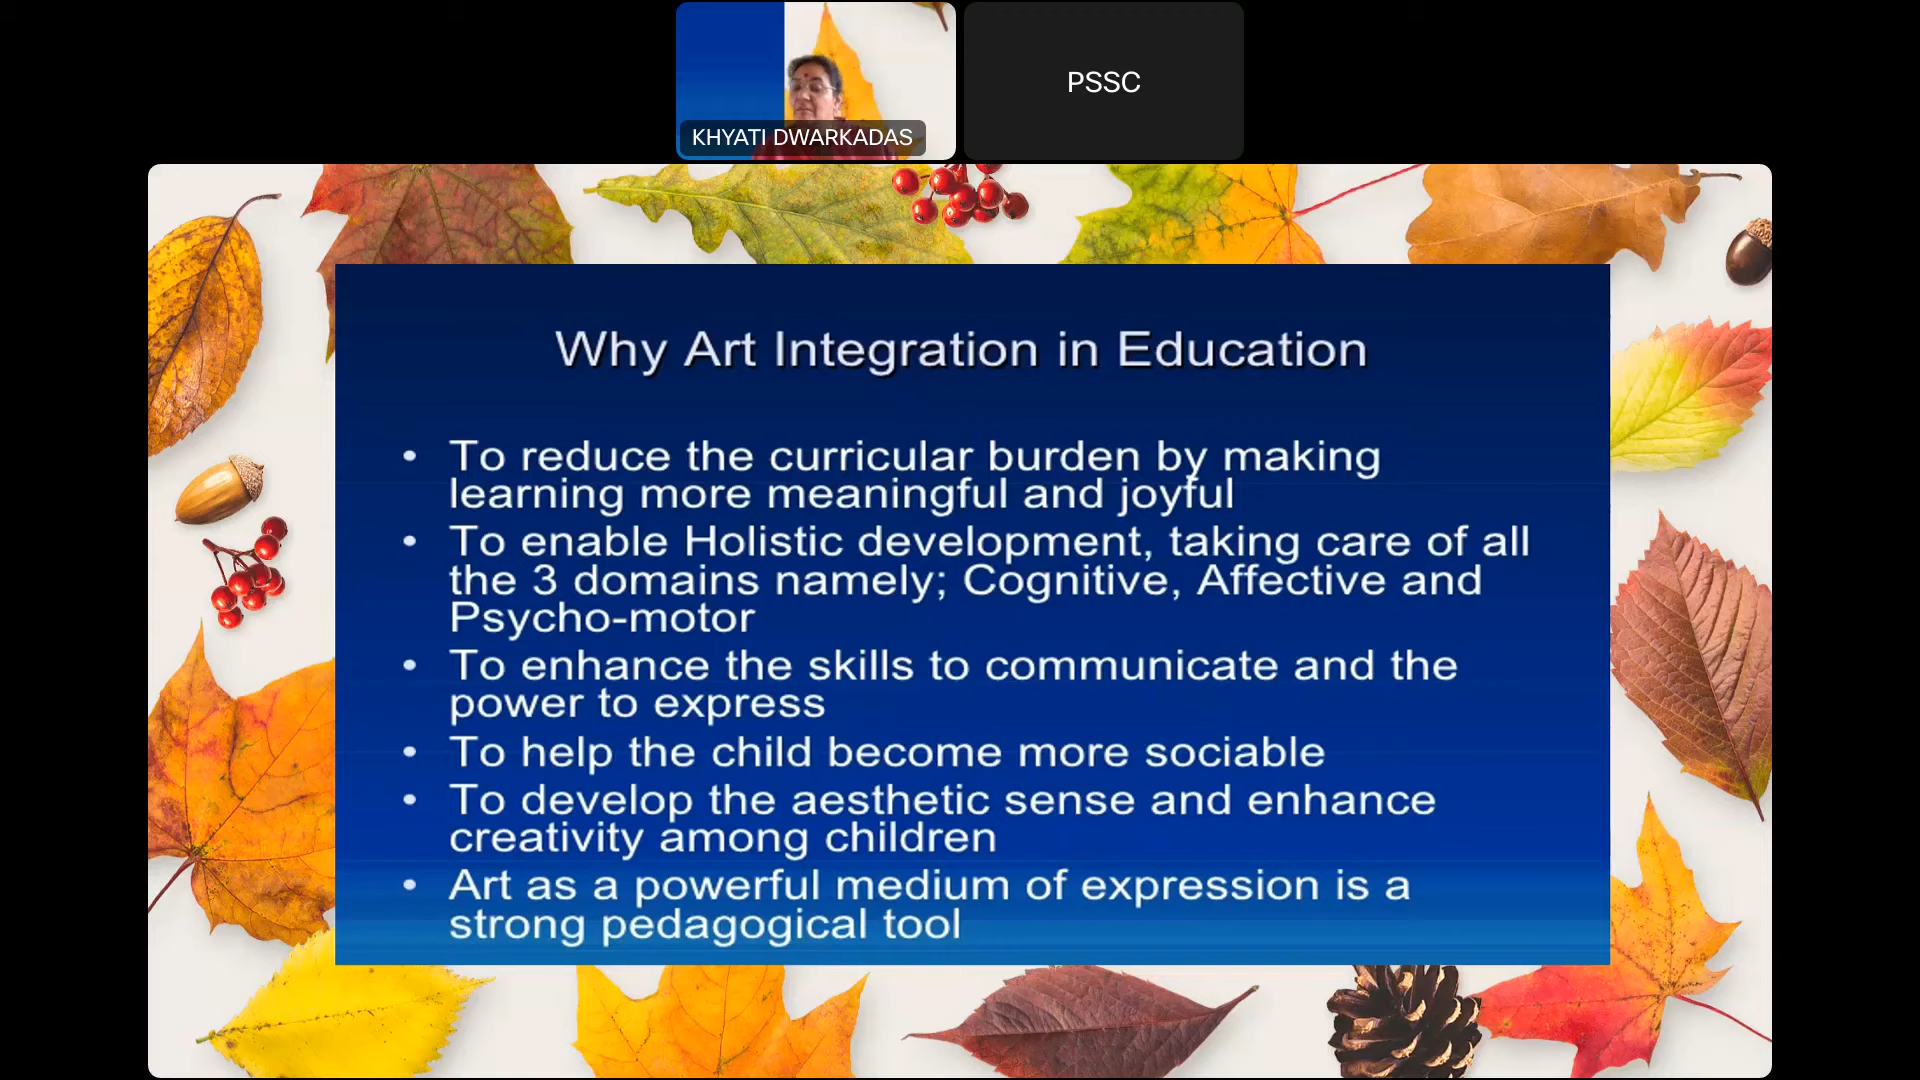 KHYATI DWARKADAS
PSSC
Why Art Integration in Education
• To reduce the curricular burden by making
learning more meaningful and joyful
• To enable Holistic development, taking care of all
the 3 domains namely; Cognitive, Affective and
Psycho-motor
• To enhance the skills to communicate and the
power to express
• To help the child become more sociable
• To develop the aesthetic sense and enhance
creativity among children
• Art as a powerful medium of expression is a
strong pedagogical tool